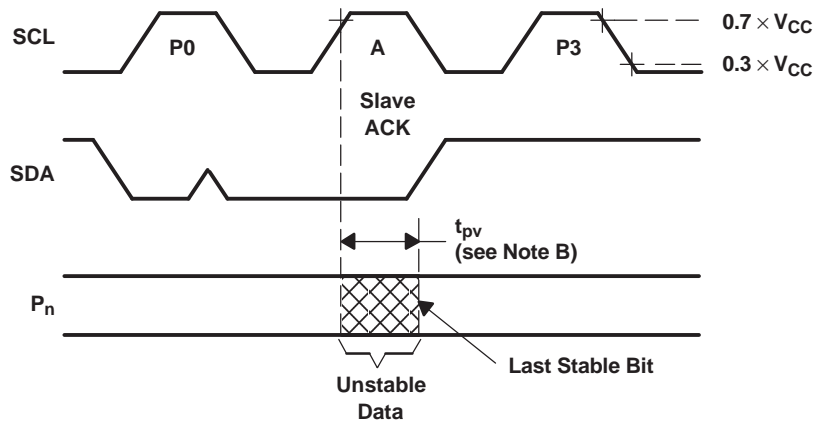 SCL
P0
A
P3
0.7 × VCC
0.3 × VCC
Slave
ACK
SDA
tpv
(see Note B)
Pn
Last Stable Bit
Unstable
Data